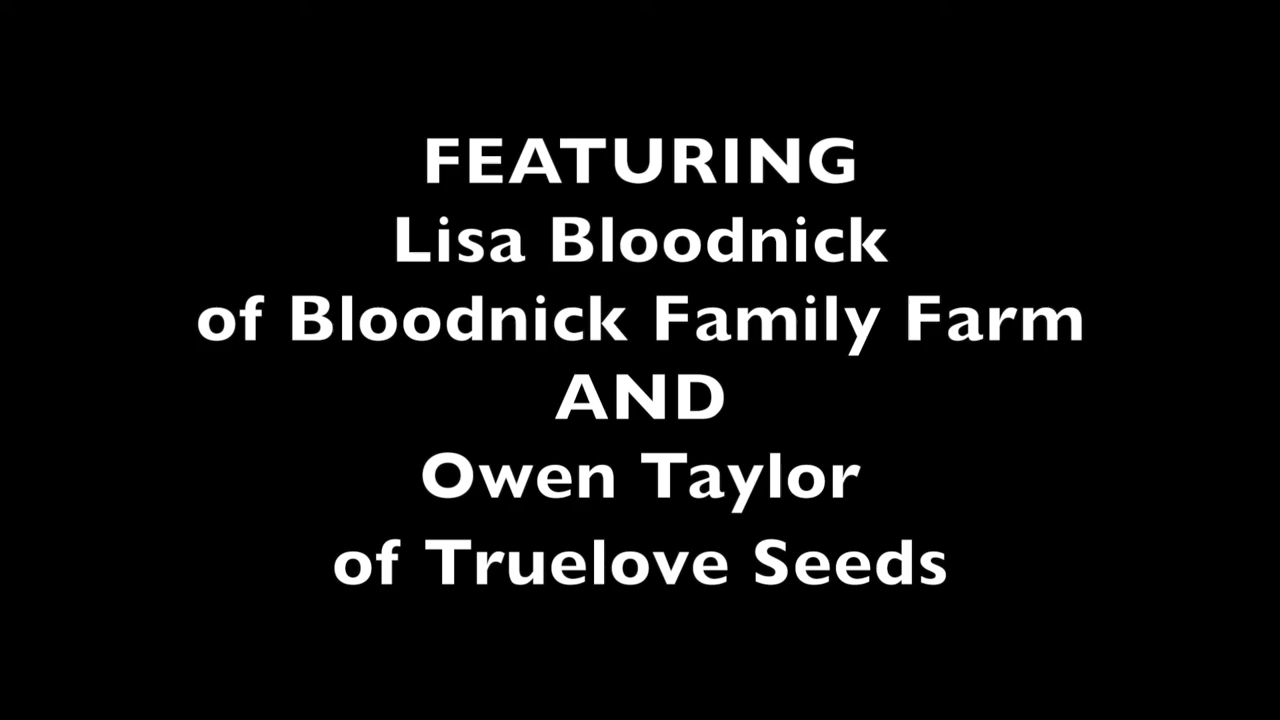 FEATURING
Lisa Bloodnick
of Bloodnick Family Farm
AND
Owen Taylor
of Truelove Seeds